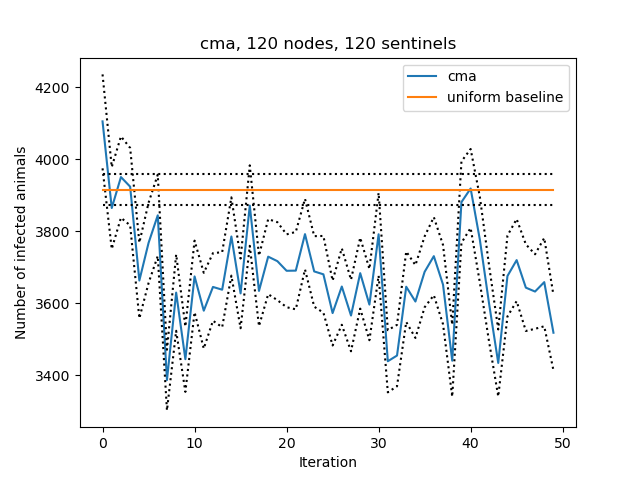 cma, 120 nodes, 120 sentinels
cma
uniform baseline
Number of infected animals
4200
4000
3800
3600
3400
0
10
20
30
40
50
Iteration